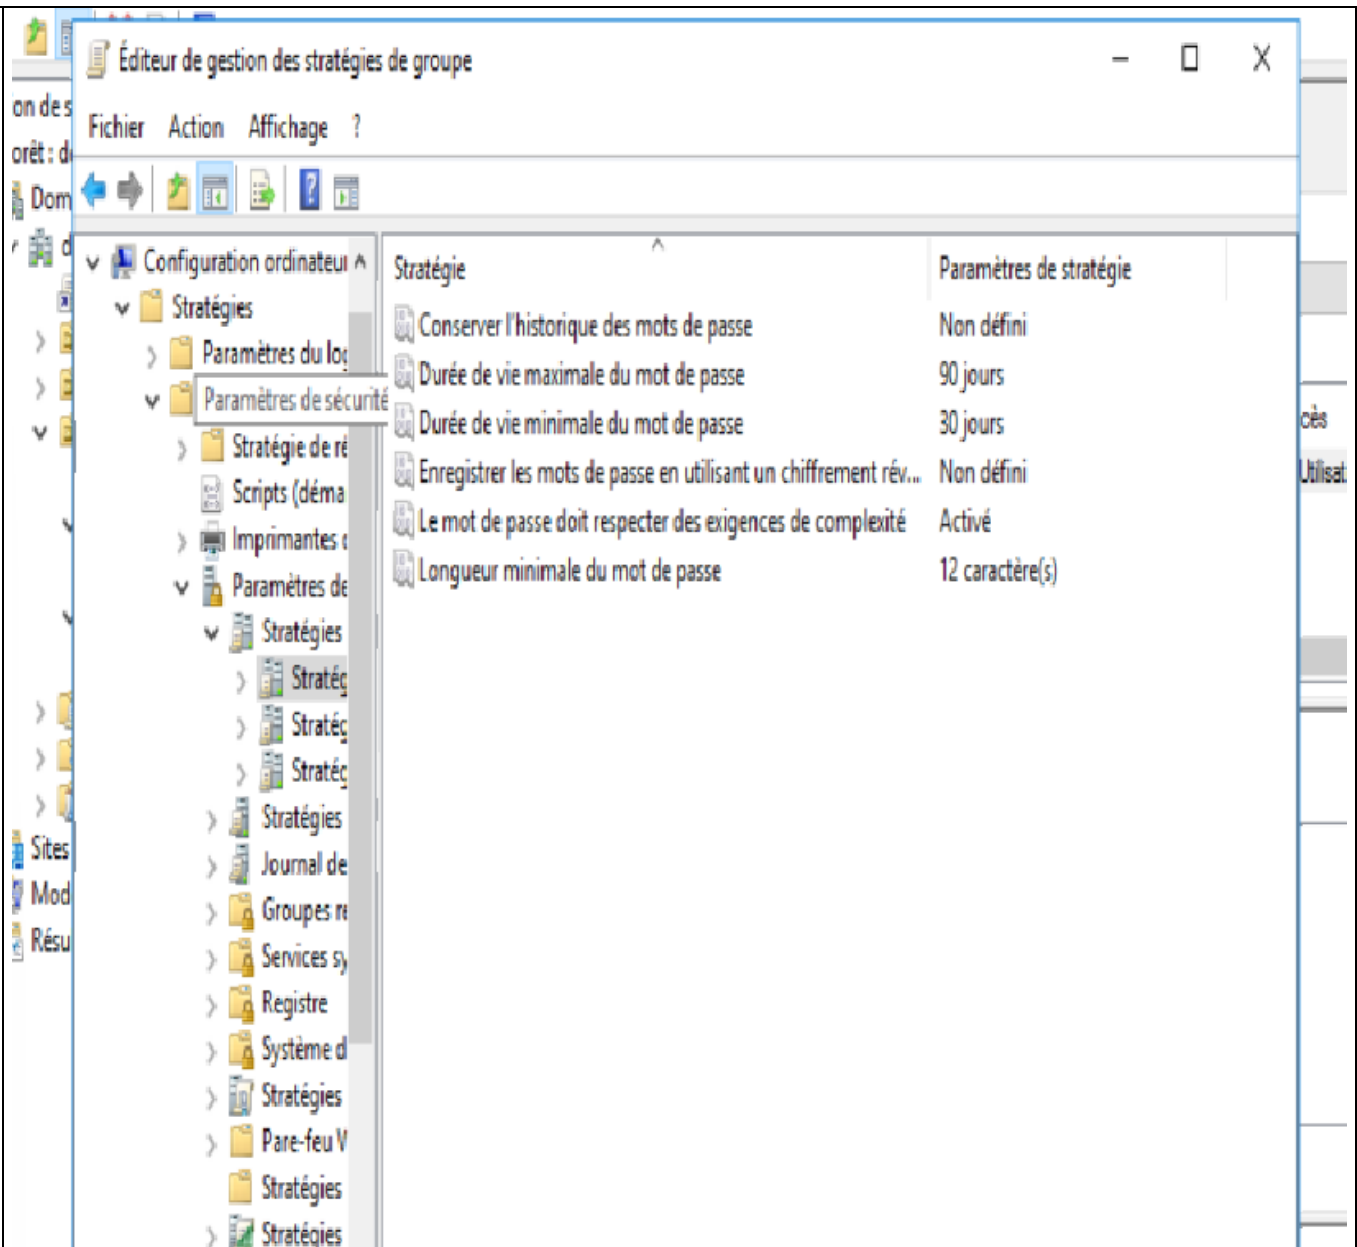 Éditeur de gestion des stratégies de groupe
Fichier Action Affichage ?
on de s
orêt : d
Dom
d
Sites
Mod
Résu
Configuration ordinateur
Stratégies
Paramètres du log
Paramètres de sécurité
Stratégie de ré
Scripts (déma
Imprimantes
Paramètres de
Stratégies
Stratég
Stratég
Stratég
Stratégies
Journal de
Groupes re
Services sy
Registre
Système d
Stratégies
Pare-feu W
Stratégies
Stratégies
Stratégie Paramètres de stratégie
Conserver l'historique des mots de passe Non défini
Durée de vie maximale du mot de passe 90 jours
Durée de vie minimale du mot de passe 30 jours
Enregistrer les mots de passe en utilisant un chiffrement rév... Non défini
Le mot de passe doit respecter des exigences de complexité Activé
Longueur minimale du mot de passe 12 caractère(s)
cès
Utilisat